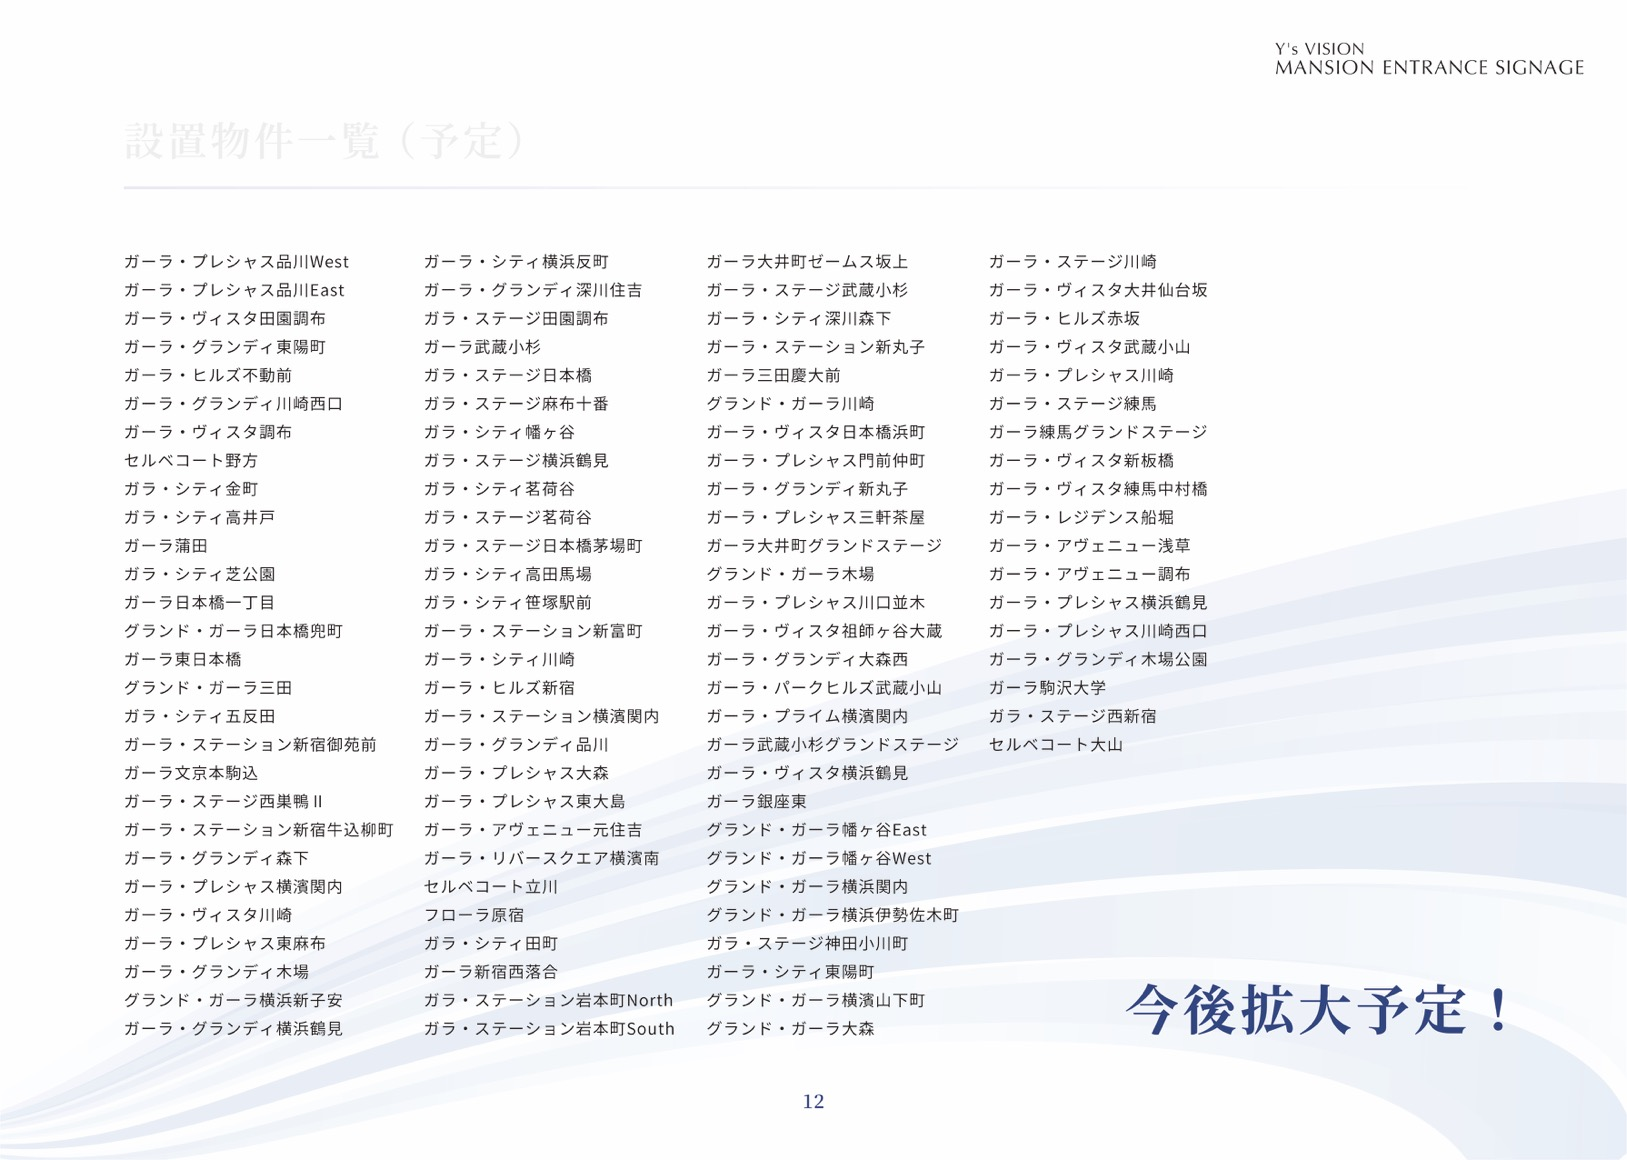 Y's VISION
MANSION ENTRANCE SIGNAGE
設置物件一覧（予定）
ガーラ・プレシャス品川West
ガーラ・プレシャス品川East
ガーラ・ヴィスタ田園調布
ガーラ・グランディ東陽町
ガーラ・ヒルズ不動前
ガーラ・グランディ川崎西口
ガーラ・ヴィスタ調布
セルベコート野方
ガラ・シティ金町
ガラ・シティ高井戸
ガーラ蒲田
ガラ・シティ芝公園
ガーラ日本橋一丁目
グランド・ガーラ日本橋兜町
ガーラ東日本橋
グランド・ガーラ三田
ガラ・シティ五反田
ガーラ・ステーション新宿御苑前
ガーラ文京本駒込
ガーラ・ステージ西巣鴨Ⅱ
ガーラ・ステーション新宿牛込柳町
ガーラ・グランディ森下
ガーラ・プレシャス横濱関内
ガーラ・ヴィスタ川崎
ガーラ・プレシャス東麻布
ガーラ・グランディ木場
グランド・ガーラ横浜新子安
ガーラ・グランディ横浜鶴見
ガーラ・シティ横浜反町
ガーラ・グランディ深川住吉
ガラ・ステージ田園調布
ガーラ武蔵小杉
ガラ・ステージ日本橋
ガラ・ステージ麻布十番
ガラ・シティ幡ヶ谷
ガラ・ステージ横浜鶴見
ガラ・シティ茗荷谷
ガラ・ステージ茗荷谷
ガラ・ステージ日本橋茅場町
ガラ・シティ高田馬場
ガラ・シティ笹塚駅前
ガーラ・ステーション新富町
ガーラ・シティ川崎
ガーラ・ヒルズ新宿
ガーラ・ステーション横濱関内
ガーラ・グランディ品川
ガーラ・プレシャス大森
ガーラ・プレシャス東大島
ガーラ・アヴェニュー元住吉
ガーラ・リバースクエア横濱南
セルベコート立川
フローラ原宿
ガラ・シティ田町
ガーラ新宿西落合
ガラ・ステーション岩本町North
ガラ・ステーション岩本町South
ガーラ大井町ゼームス坂上
ガーラ・ステージ武蔵小杉
ガーラ・シティ深川森下
ガーラ・ステーション新丸子
ガーラ三田慶大前
グランド・ガーラ川崎
ガーラ・ヴィスタ日本橋浜町
ガーラ・プレシャス門前仲町
ガーラ・グランディ新丸子
ガーラ・プレシャス三軒茶屋
ガーラ大井町グランドステージ
グランド・ガーラ木場
ガーラ・プレシャス川口並木
ガーラ・ヴィスタ祖師ヶ谷大蔵
ガーラ・グランディ大森西
ガーラ・パークヒルズ武蔵小山
ガーラ・プライム横濱関内
ガーラ武蔵小杉グランドステージ
ガーラ・ヴィスタ横浜鶴見
ガーラ銀座東
グランド・ガーラ幡ヶ谷East
グランド・ガーラ幡ヶ谷West
グランド・ガーラ横浜関内
グランド・ガーラ横浜伊勢佐木町
ガラ・ステージ神田小川町
ガーラ・シティ東陽町
グランド・ガーラ横濱山下町
グランド・ガーラ大森
ガーラ・ステージ川崎
ガーラ・ヴィスタ大井仙台坂
ガーラ・ヒルズ赤坂
ガーラ・ヴィスタ武蔵小山
ガーラ・プレシャス川崎
ガーラ・ステージ練馬
ガーラ練馬グランドステージ
ガーラ・ヴィスタ新板橋
ガーラ・ヴィスタ練馬中村橋
ガーラ・レジデンス船堀
ガーラ・アヴェニュー浅草
ガーラ・アヴェニュー調布
ガーラ・プレシャス横浜鶴見
ガーラ・プレシャス川崎西口
ガーラ・グランディ木場公園
ガーラ駒沢大学
ガラ・ステージ西新宿
セルベコート大山
今後拡大予定！
12